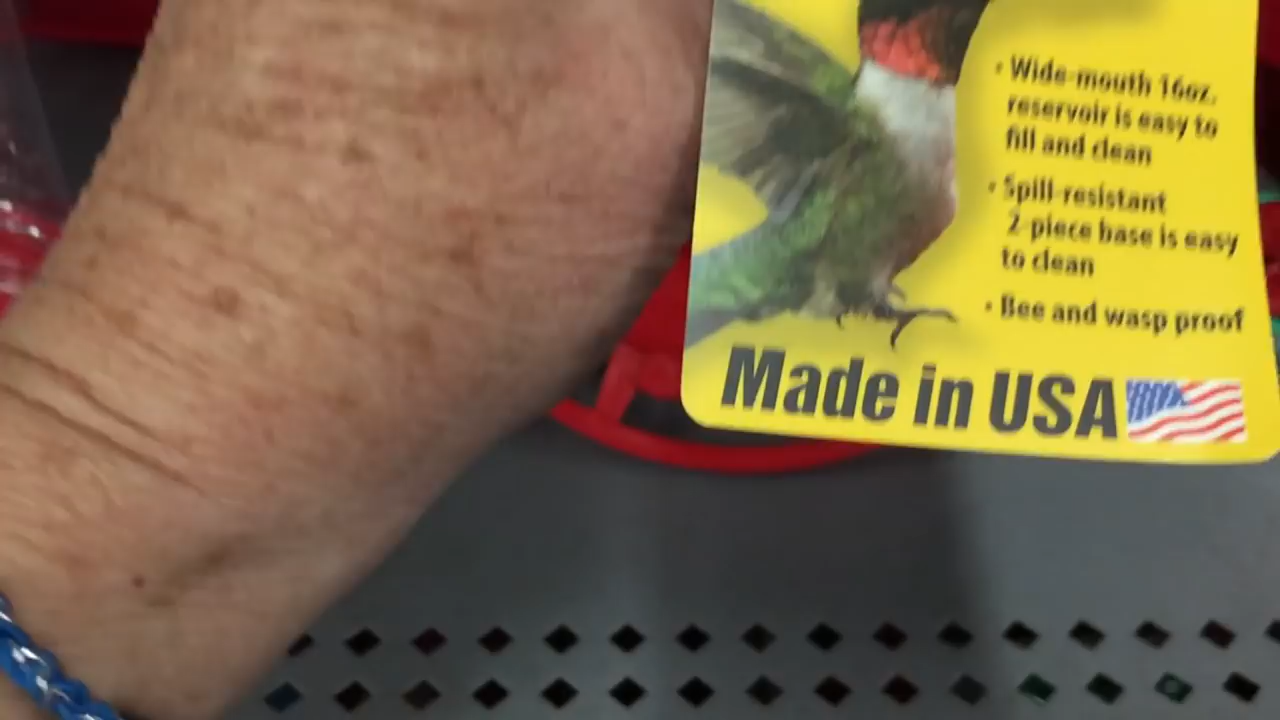 • Wide-mouth 16oz.
reservoir is easy to
fill and clean
• Spill-resistant
2-piece base is easy
to clean
• Bee and wasp proof
Made in USA